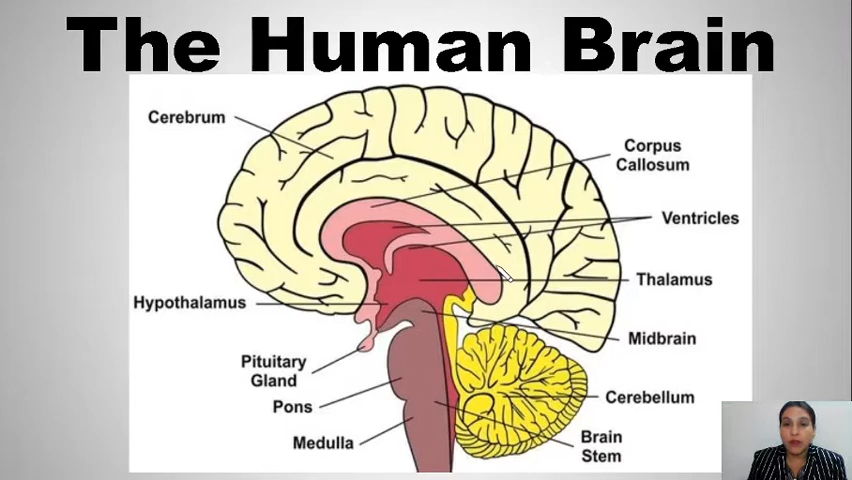 The Human Brain
Cerebrum
Corpus
Callosum
Ventricles
Thalamus
Hypothalamus
Midbrain
Pituitary
Gland
Cerebellum
Pons
Brain
Stem
Medulla